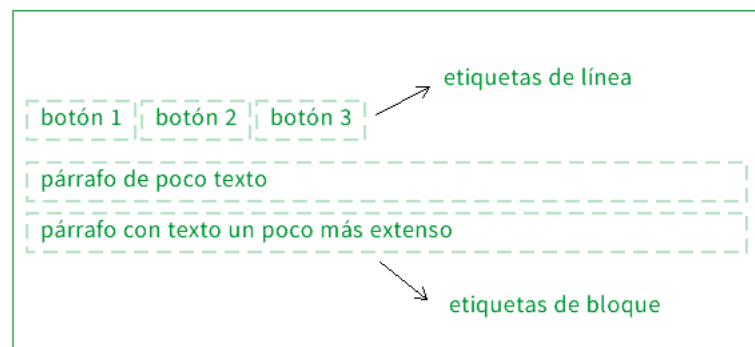 etiquetas de línea
botón 1 botón 2 botón 3
párrafo de poco texto
párrafo con texto un poco más extenso
etiquetas de bloque